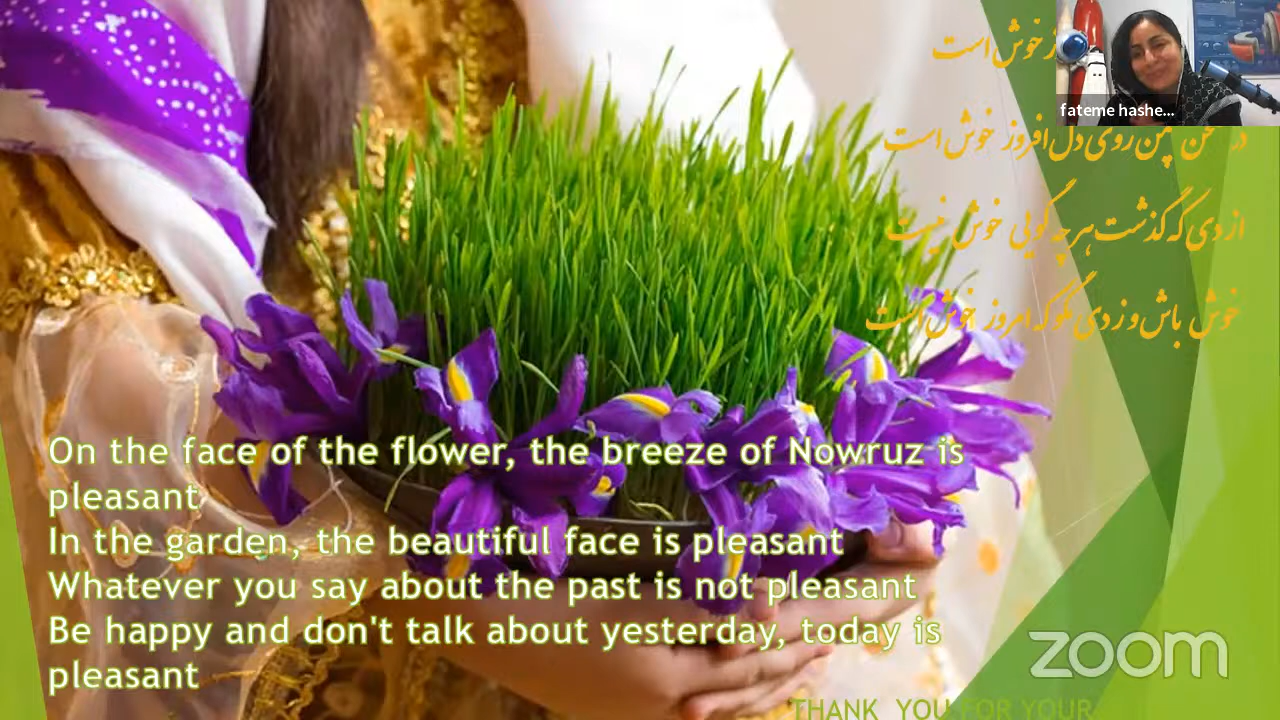 ز خوش است
fateme hashe...
در صحن چمن روی دل‌افروز خوش است
از دی که گذشت هر چه گویی خوش نیست
خوش باش و ز دی مگو که امروز خوش است
On the face of the flower, the breeze of Nowruz is
pleasant
In the garden, the beautiful face is pleasant
Whatever you say about the past is not pleasant
Be happy and don't talk about yesterday, today is
pleasant
zoom
THANK YOU FOR YOUR